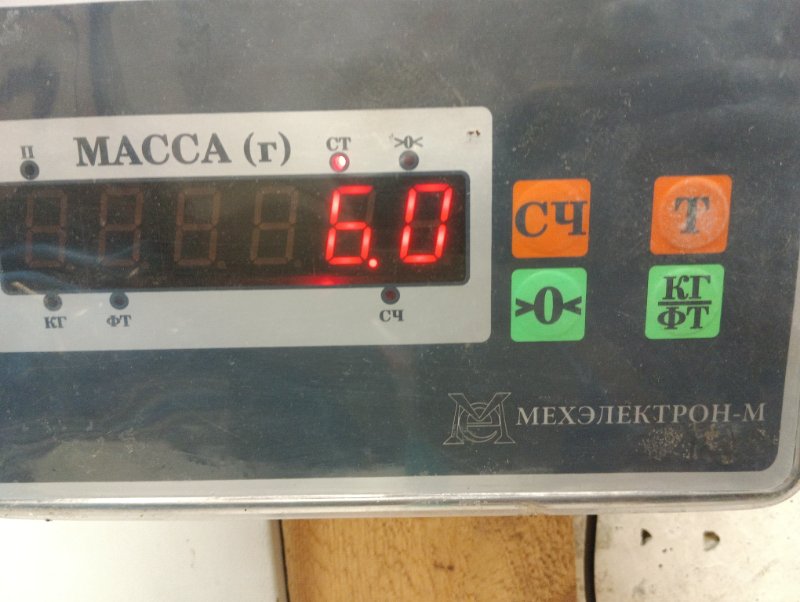 П МАССА (г) СТ >0<
6.0
КГ ФТ СЧ
СЧ Т
>0< КГ
ФТ
МЕХЭЛЕКТРОН-М